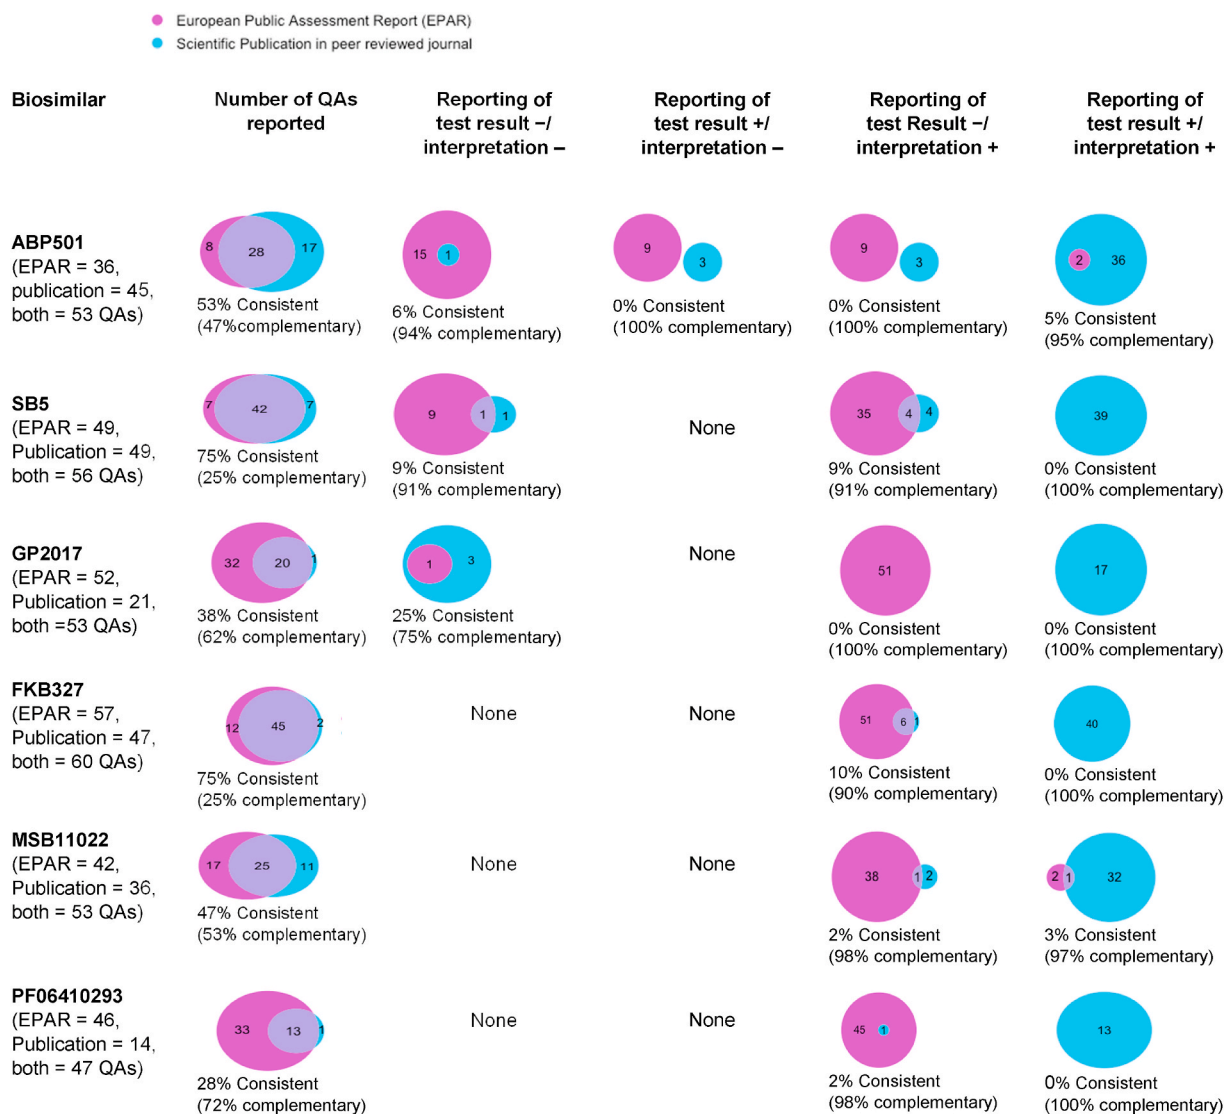 European Public Assessment Report (EPAR)
Scientific Publication in peer reviewed journal
Biosimilar
Number of QAs
reported
Reporting of
test result −/
interpretation –
Reporting of
test result +/
interpretation –
Reporting of
test Result −/
interpretation +
Reporting of
test result +/
interpretation +
ABP501
(EPAR = 36,
publication = 45,
both = 53 QAs)
8 28 17
53% Consistent
(47%complementary)
15 1
6% Consistent
(94% complementary)
9 3
0% Consistent
(100% complementary)
9 3
0% Consistent
(100% complementary)
2 36
5% Consistent
(95% complementary)
SB5
(EPAR = 49,
Publication = 49,
both = 56 QAs)
7 42 7
75% Consistent
(25% complementary)
9 1 1
9% Consistent
(91% complementary)
None
35 4 4
9% Consistent
(91% complementary)
39
0% Consistent
(100% complementary)
GP2017
(EPAR = 52,
Publication = 21,
both =53 QAs)
32 20 1
38% Consistent
(62% complementary)
1 3
25% Consistent
(75% complementary)
None
51
0% Consistent
(100% complementary)
17
0% Consistent
(100% complementary)
FKB327
(EPAR = 57,
Publication = 47,
both = 60 QAs)
12 45 2
75% Consistent
(25% complementary)
None
None
51 6 1
10% Consistent
(90% complementary)
40
0% Consistent
(100% complementary)
MSB11022
(EPAR = 42,
Publication = 36,
both = 53 QAs)
17 25 11
47% Consistent
(53% complementary)
None
None
38 1 2
2% Consistent
(98% complementary)
2 1 32
3% Consistent
(97% complementary)
PF06410293
(EPAR = 46,
Publication = 14,
both = 47 QAs)
33 13 1
28% Consistent
(72% complementary)
None
None
45 1
2% Consistent
(98% complementary)
13
0% Consistent
(100% complementary)